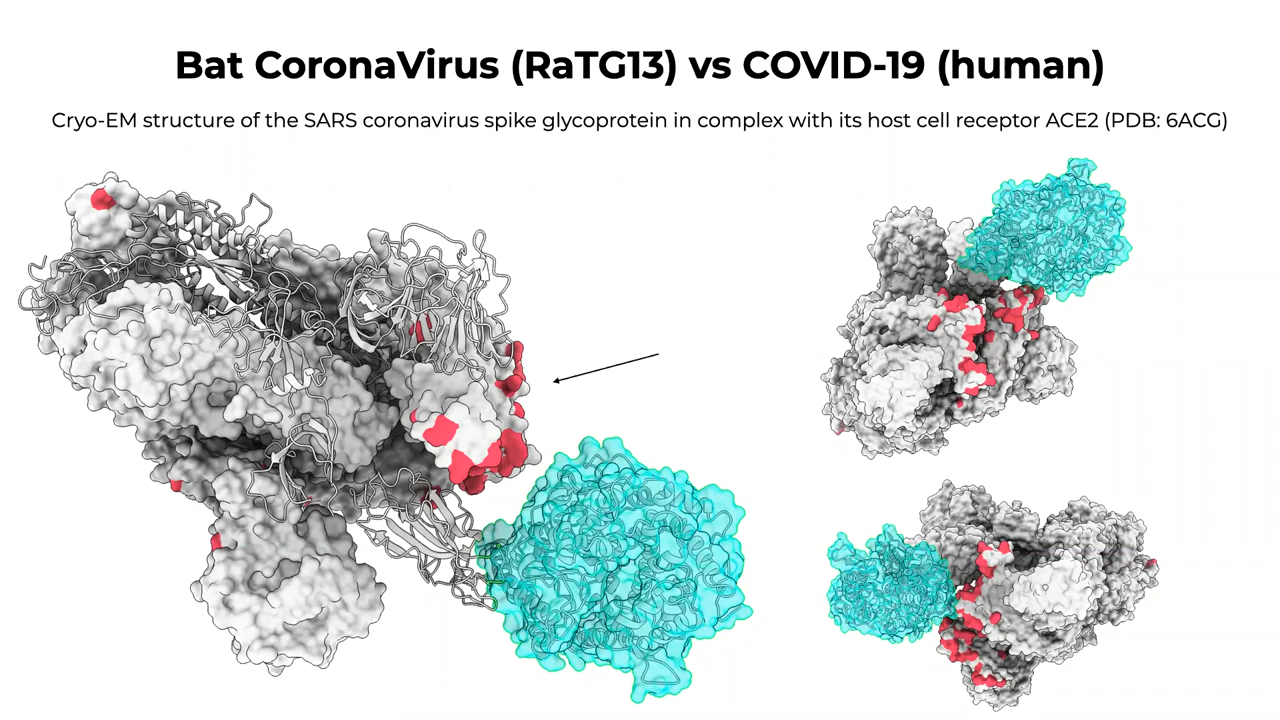 Bat CoronaVirus (RaTG13) vs COVID-19 (human)
Cryo-EM structure of the SARS coronavirus spike glycoprotein in complex with its host cell receptor ACE2 (PDB: 6ACG)